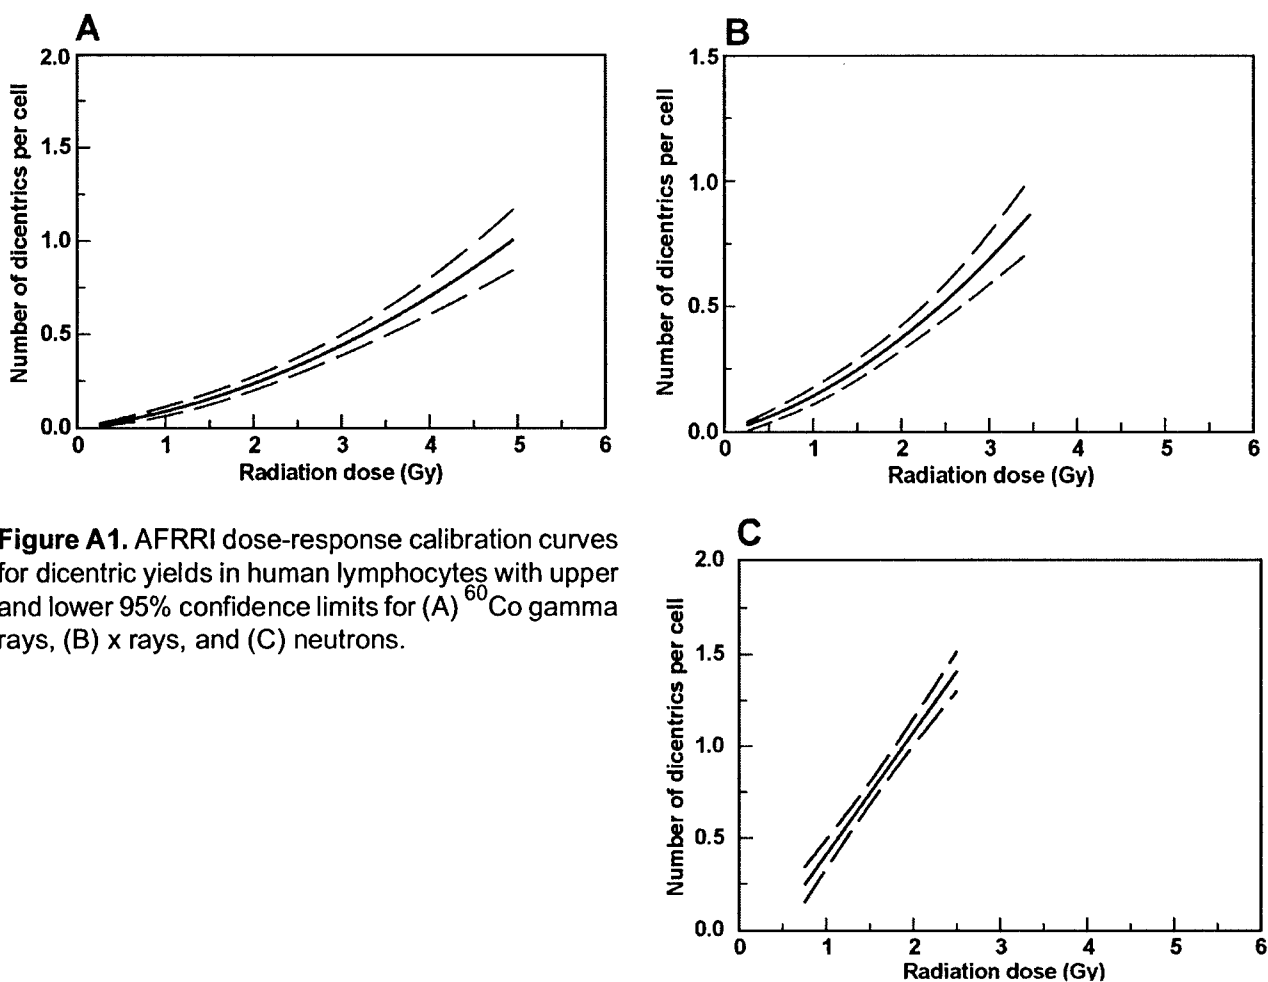 A
2.0
1.5
1.0
0.5
0.0
Number of dicentrics per cell
0 1 2 3 4 5 6
Radiation dose (Gy)
B
1.5
1.0
0.5
0.0
Number of dicentrics per cell
0 1 2 3 4 5 6
Radiation dose (Gy)
Figure A1. AFRRI dose-response calibration curves
for dicentric yields in human lymphocytes with upper
and lower 95% confidence limits for (A) ⁶⁰Co gamma
rays, (B) x rays, and (C) neutrons.
C
2.0
1.5
1.0
0.5
0.0
Number of dicentrics per cell
0 1 2 3 4 5 6
Radiation dose (Gy)